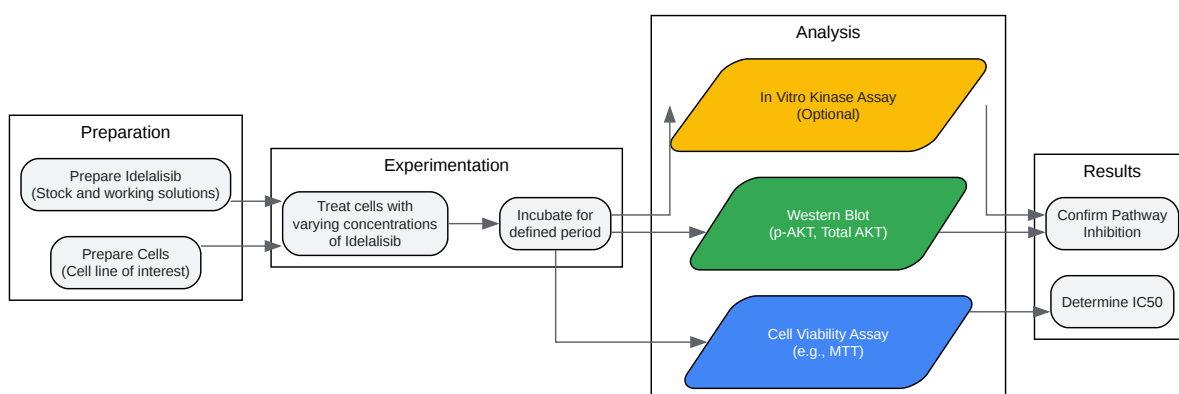 Preparation
Prepare Idelalisib
(Stock and working solutions)
Prepare Cells
(Cell line of interest)
Experimentation
Treat cells with
varying concentrations
of Idelalisib
Incubate for
defined period
Analysis
In Vitro Kinase Assay
(Optional)
Western Blot
(p-AKT, Total AKT)
Cell Viability Assay
(e.g., MTT)
Results
Confirm Pathway
Inhibition
Determine IC50